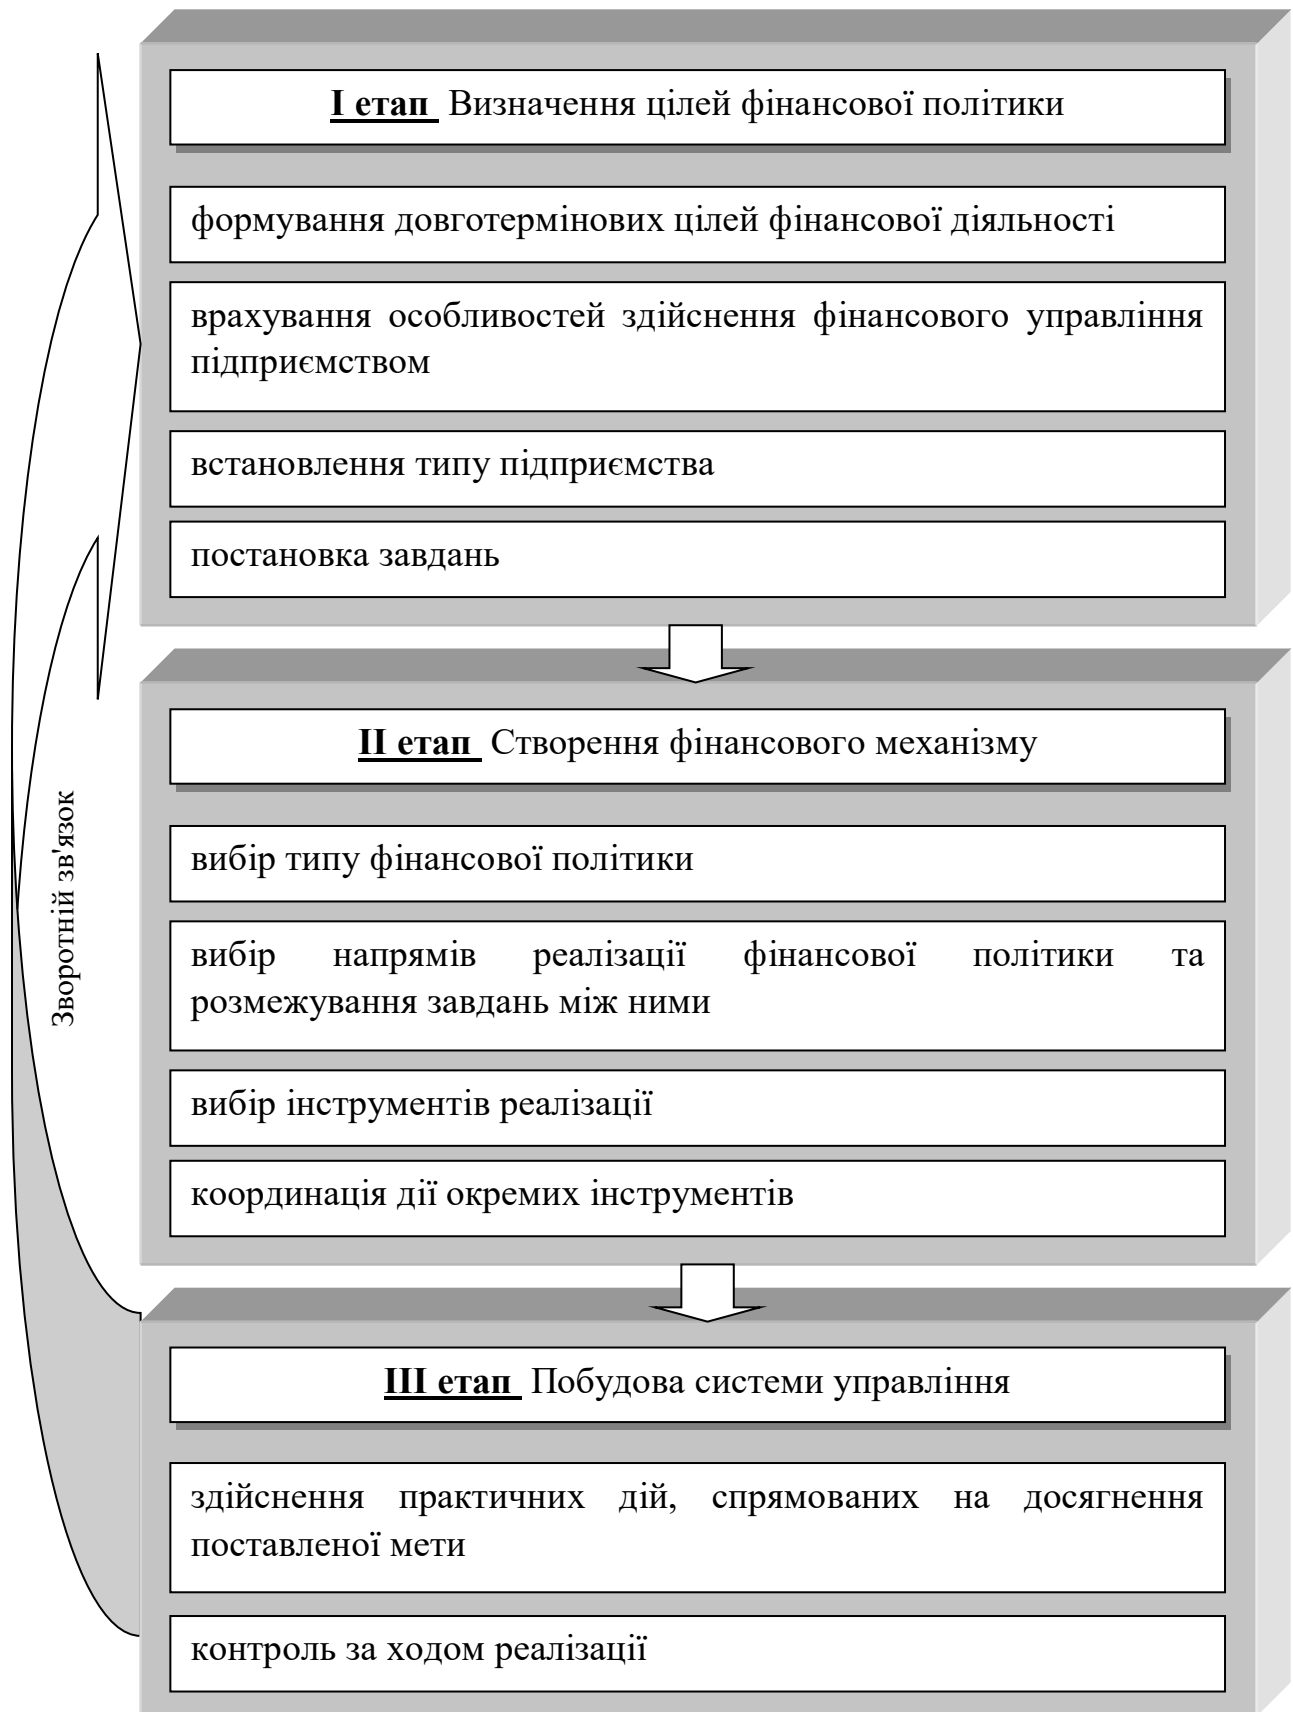 І етап Визначення цілей фінансової політики
формування довготермінових цілей фінансової діяльності
врахування особливостей здійснення фінансового управління
підприємством
встановлення типу підприємства
постановка завдань
ІІ етап Створення фінансового механізму
вибір типу фінансової політики
вибір напрямів реалізації фінансової політики та
розмежування завдань між ними
вибір інструментів реалізації
координація дії окремих інструментів
Зворотній зв'язок
ІІІ етап Побудова системи управління
здійснення практичних дій, спрямованих на досягнення
поставленої мети
контроль за ходом реалізації